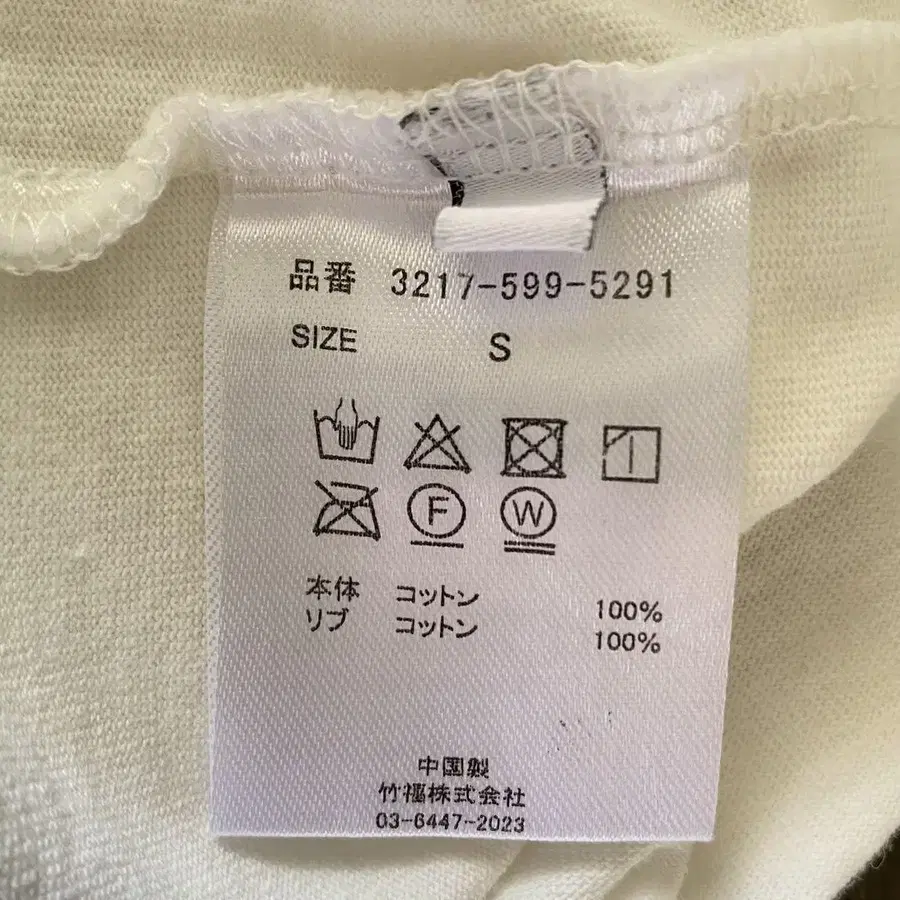 品番 3217-599-5291
SIZE S
F W
本体 コットン 100%
リブ コットン 100%
中国製
竹福株式会社
03-6447-2023